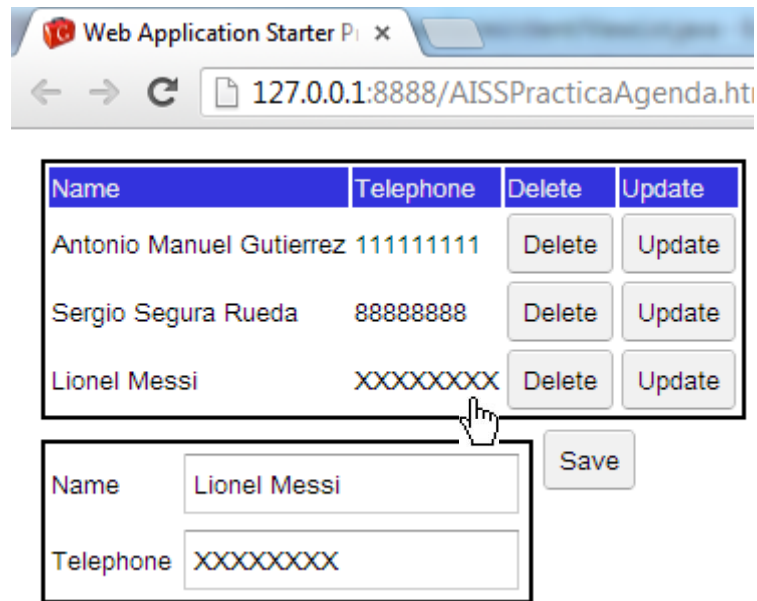 Web Application Starter P
127.0.0.1:8888/AISSPracticaAgenda.ht
Name Telephone Delete Update
Antonio Manuel Gutierrez 111111111 Delete Update
Sergio Segura Rueda 88888888 Delete Update
Lionel Messi XXXXXXXX Delete Update
Save
Name Lionel Messi
Telephone XXXXXXXX